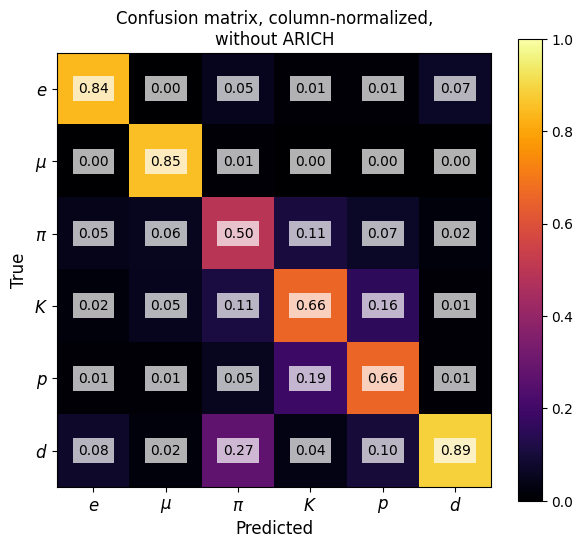 Confusion matrix, column-normalized,
without ARICH
True
e 0.84 0.00 0.05 0.01 0.01 0.07
μ 0.00 0.85 0.01 0.00 0.00 0.00
π 0.05 0.06 0.50 0.11 0.07 0.02
K 0.02 0.05 0.11 0.66 0.16 0.01
p 0.01 0.01 0.05 0.19 0.66 0.01
d 0.08 0.02 0.27 0.04 0.10 0.89
e μ π K p d
Predicted
1.0
0.8
0.6
0.4
0.2
0.0